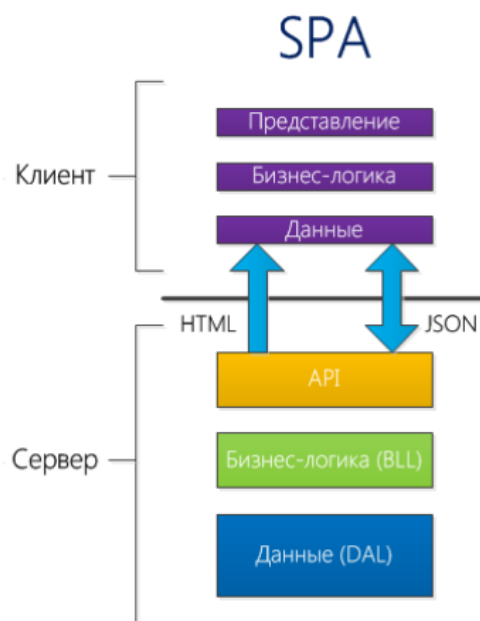 SPA
Представление
Клиент
Бизнес-логика
Данные
HTML
JSON
API
Сервер
Бизнес-логика (BLL)
Данные (DAL)